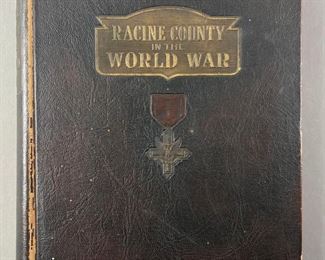 RACINE COUNTY
IN THE
WORLD WAR